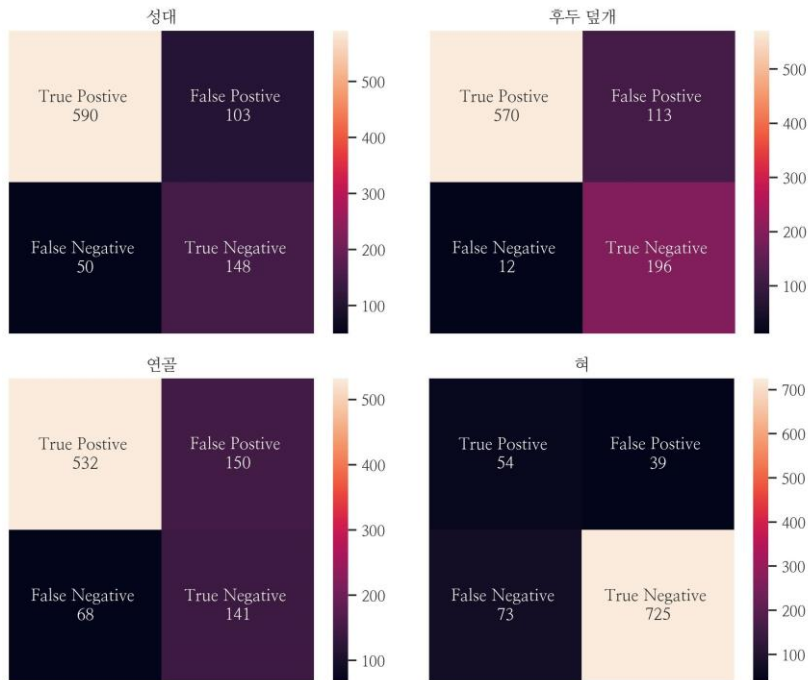 성대
True Postive
590
False Postive
103
False Negative
50
True Negative
148
500
400
300
200
100
후두 덮개
True Postive
570
False Postive
113
False Negative
12
True Negative
196
500
400
300
200
100
연골
True Postive
532
False Postive
150
False Negative
68
True Negative
141
500
400
300
200
100
혀
True Postive
54
False Postive
39
False Negative
73
True Negative
725
700
600
500
400
300
200
100